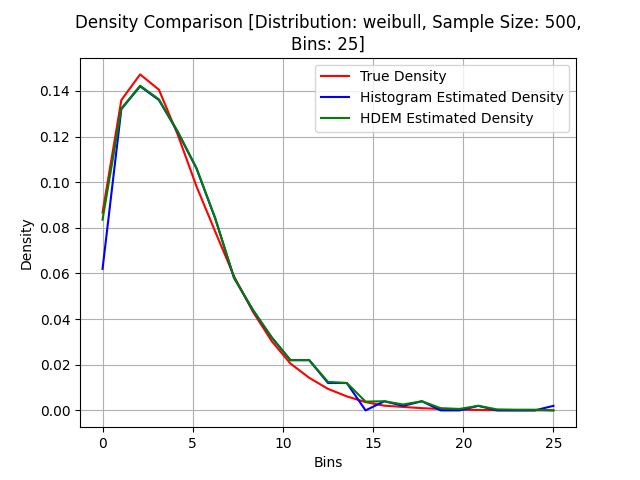 Density Comparison [Distribution: weibull, Sample Size: 500,
Bins: 25]
True Density
Histogram Estimated Density
HDEM Estimated Density
Density
0.14
0.12
0.10
0.08
0.06
0.04
0.02
0.00
0 5 10 15 20 25
Bins